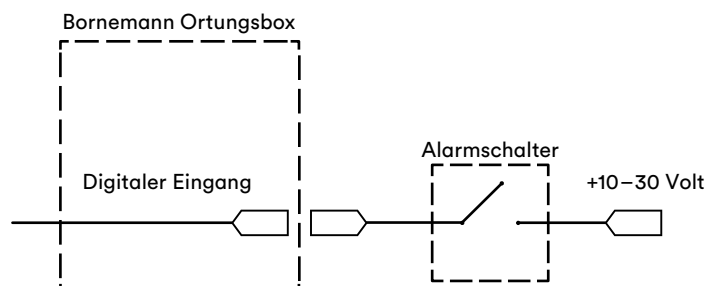 Bornemann Ortungsbox
Alarmschalter
Digitaler Eingang
+10–30 Volt